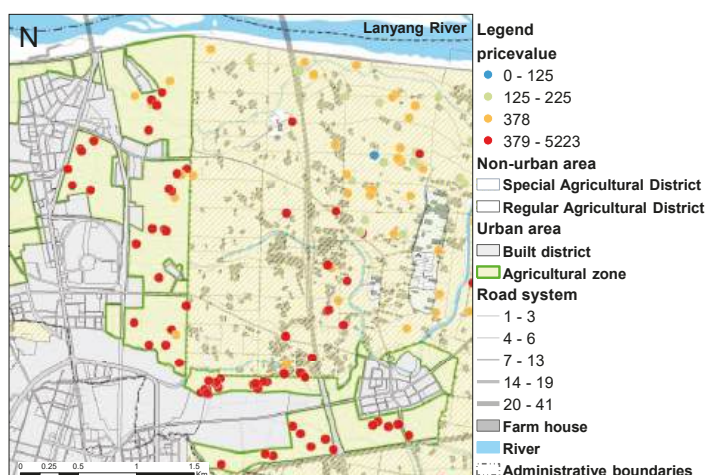 N
Lanyang River
0 0.25 0.5 1 1.5
Km
Legend
pricevalue
0 - 125
125 - 225
378
379 - 5223
Non-urban area
Special Agricultural District
Regular Agricultural District
Urban area
Built district
Agricultural zone
Road system
1 - 3
4 - 6
7 - 13
14 - 19
20 - 41
Farm house
River
Administrative boundaries